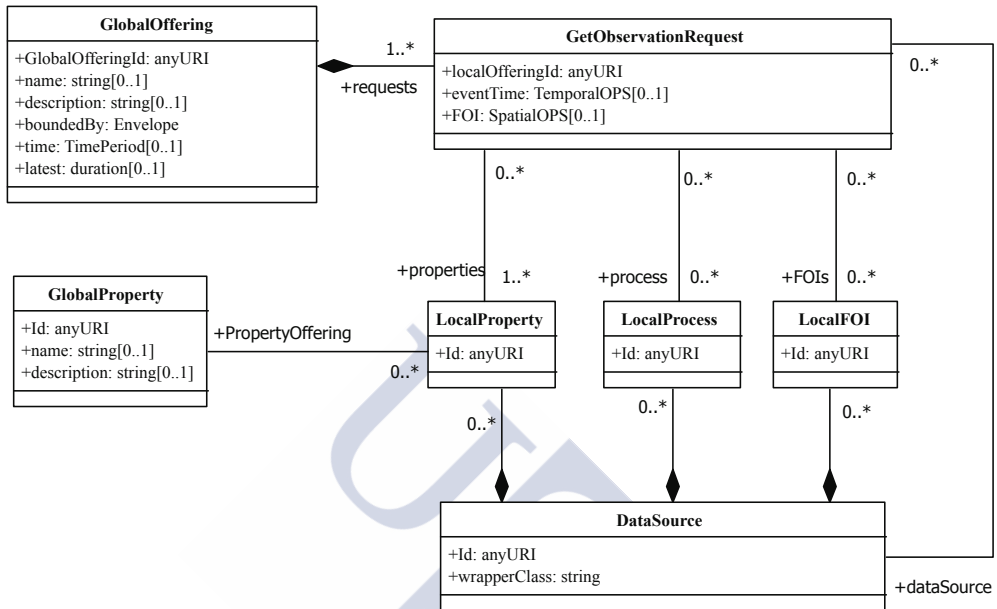 GlobalOffering
+GlobalOfferingId: anyURI
+name: string[0..1]
+description: string[0..1]
+boundedBy: Envelope
+time: TimePeriod[0..1]
+latest: duration[0..1]
1..*
+requests
GetObservationRequest
+localOfferingId: anyURI
+eventTime: TemporalOPS[0..1]
+FOI: SpatialOPS[0..1]
0..*
0..*
0..*
0..*
+properties
1..*
+process
0..*
+FOIs
0..*
GlobalProperty
+Id: anyURI
+name: string[0..1]
+description: string[0..1]
+PropertyOffering
0..*
LocalProperty
+Id: anyURI
LocalProcess
+Id: anyURI
LocalFOI
+Id: anyURI
0..*
0..*
0..*
DataSource
+Id: anyURI
+wrapperClass: string
+dataSource